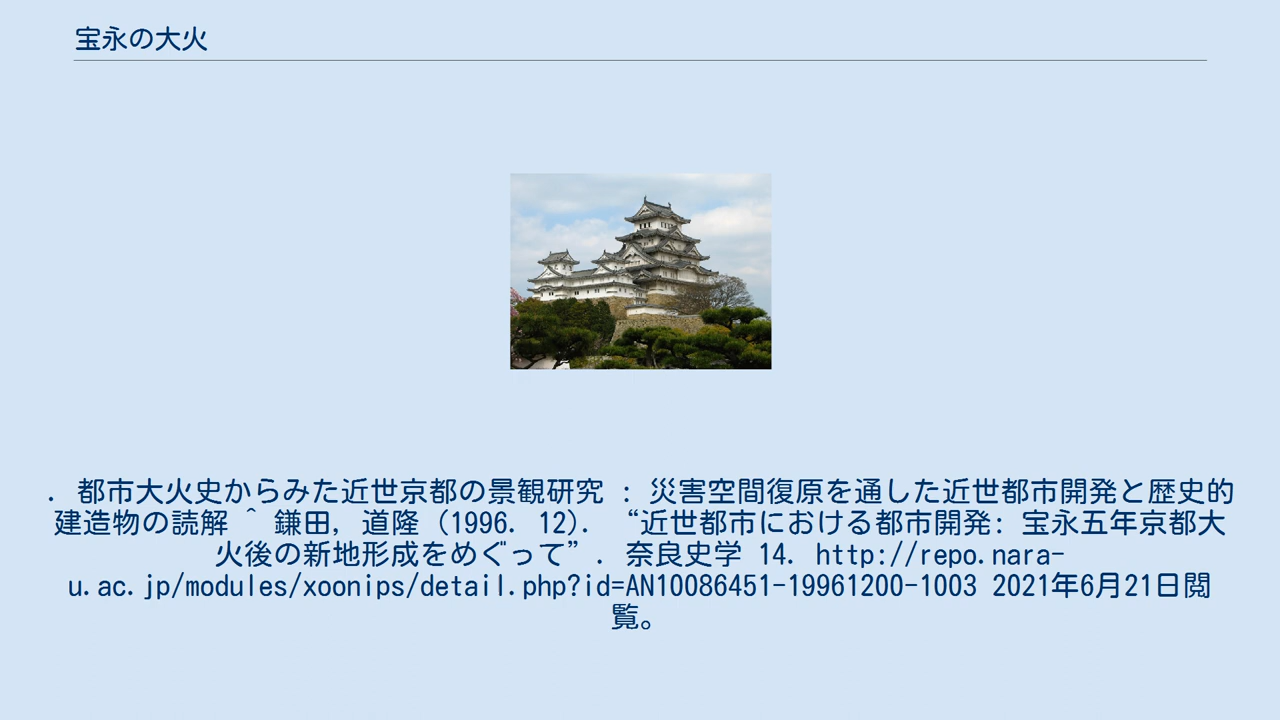 宝永の大火
. 都市大火史からみた近世京都の景観研究 : 災害空間復原を通した近世都市開発と歴史的
建造物の読解 ^ 鎌田, 道隆 (1996. 12). “近世都市における都市開発: 宝永五年京都大
火後の新地形成をめぐって”. 奈良史学 14. http://repo.nara-
u.ac.jp/modules/xoonips/detail.php?id=AN10086451-19961200-1003 2021年6月21日閲
覧。